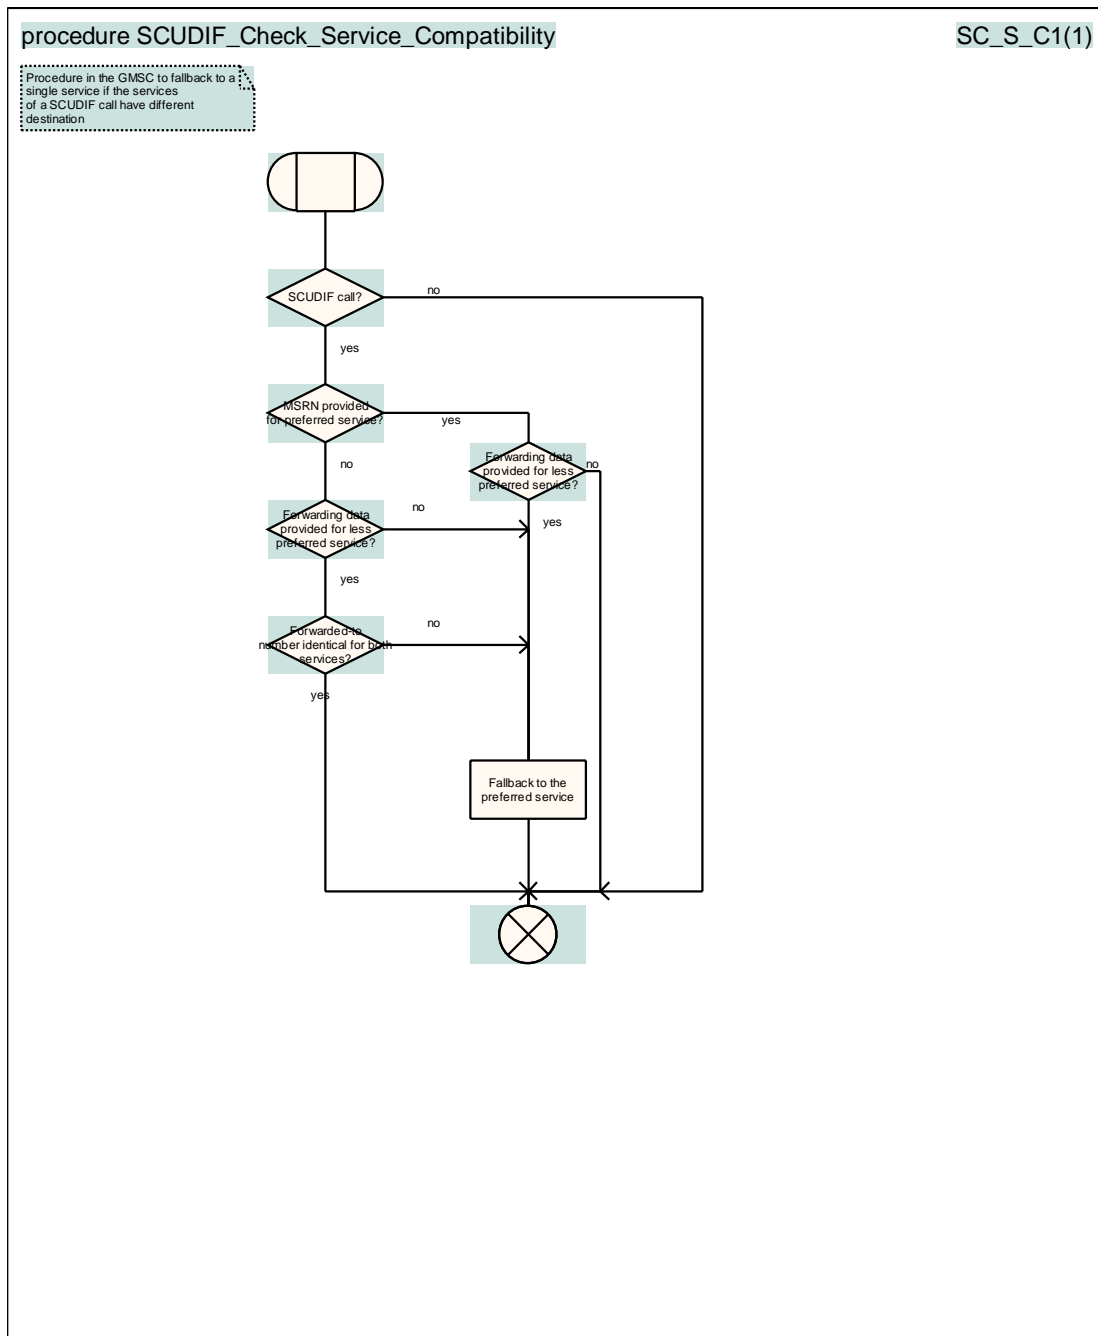 procedure SCUDIF_Check_Service_Compatibility
SC_S_C1(1)
Procedure in the GMSC to fallback to a
single service if the services
of a SCUDIF call have different
destination
SCUDIF call?
no
yes
MSRN provided
for preferred service?
yes
no
Forwarding data
provided for less
preferred service?
no
yes
Forwarding data
provided for less
preferred service?
no
yes
Forwarded-to
number identical for both
services?
no
yes
Fallback to the
preferred service